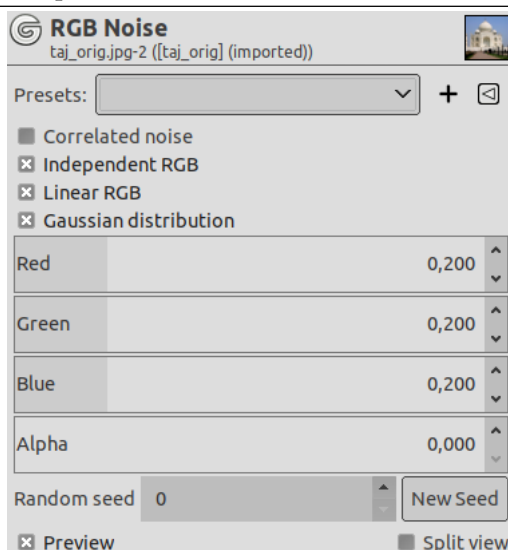 RGB Noise
taj_orig.jpg-2 ([taj_orig] (imported))
Presets:
Correlated noise
Independent RGB
Linear RGB
Gaussian distribution
Red 0,200
Green 0,200
Blue 0,200
Alpha 0,000
Random seed 0 New Seed
Preview Split view